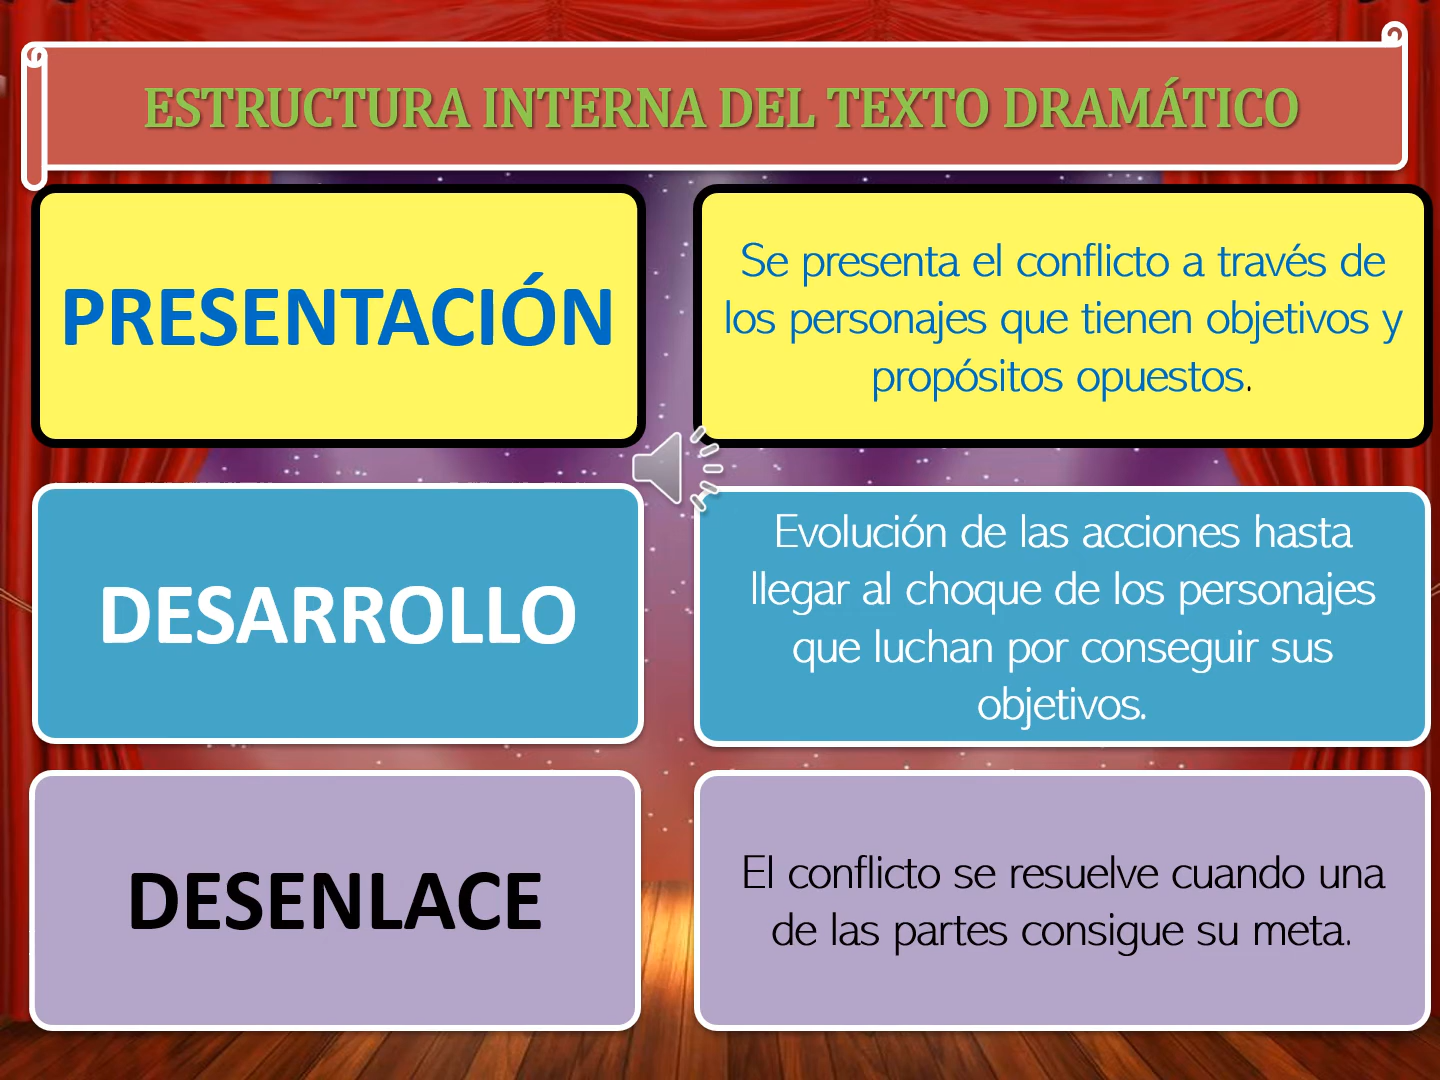 ESTRUCTURA INTERNA DEL TEXTO DRAMÁTICO
PRESENTACIÓN
Se presenta el conflicto a través de
los personajes que tienen objetivos y
propósitos opuestos.
DESARROLLO
Evolución de las acciones hasta
llegar al choque de los personajes
que luchan por conseguir sus
objetivos.
DESENLACE
El conflicto se resuelve cuando una
de las partes consigue su meta.